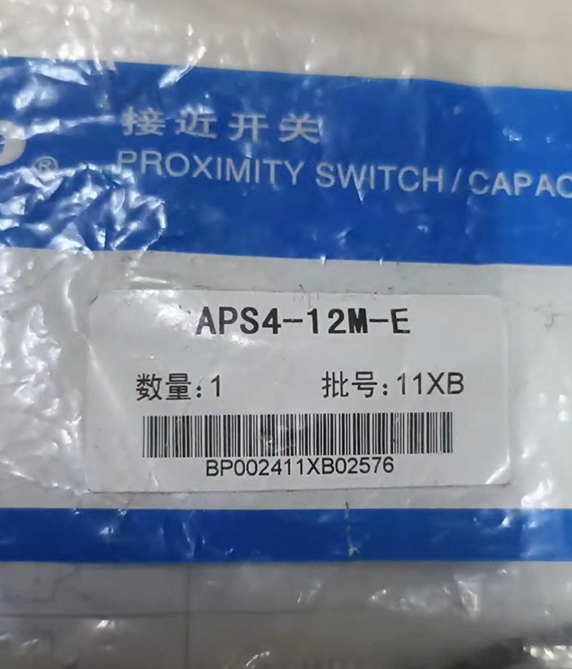 接近开关
®
PROXIMITY SWITCH/CAPAC
APS4-12M-E
数量:1 批号:11XB
BP002411XB02576